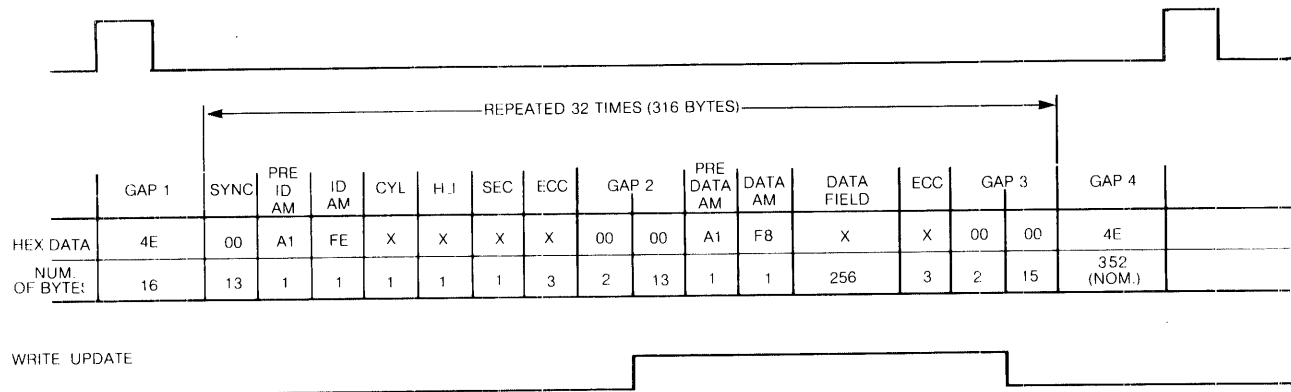 REPEATED 32 TIMES (316 BYTES)
GAP 1 SYNC PRE ID AM ID AM CYL SEC ECC GAP 2 PRE DATA AM DATA AM DATA FIELD ECC GAP 3 GAP 4
HEX DATA 4E 00 A1 FE X X X X 00 00 A1 F8 X X 00 00 4E
NUM. OF BYTES 16 13 1 1 1 1 1 3 2 13 1 1 256 3 2 15 352 (NOM.)
WRITE UPDATE